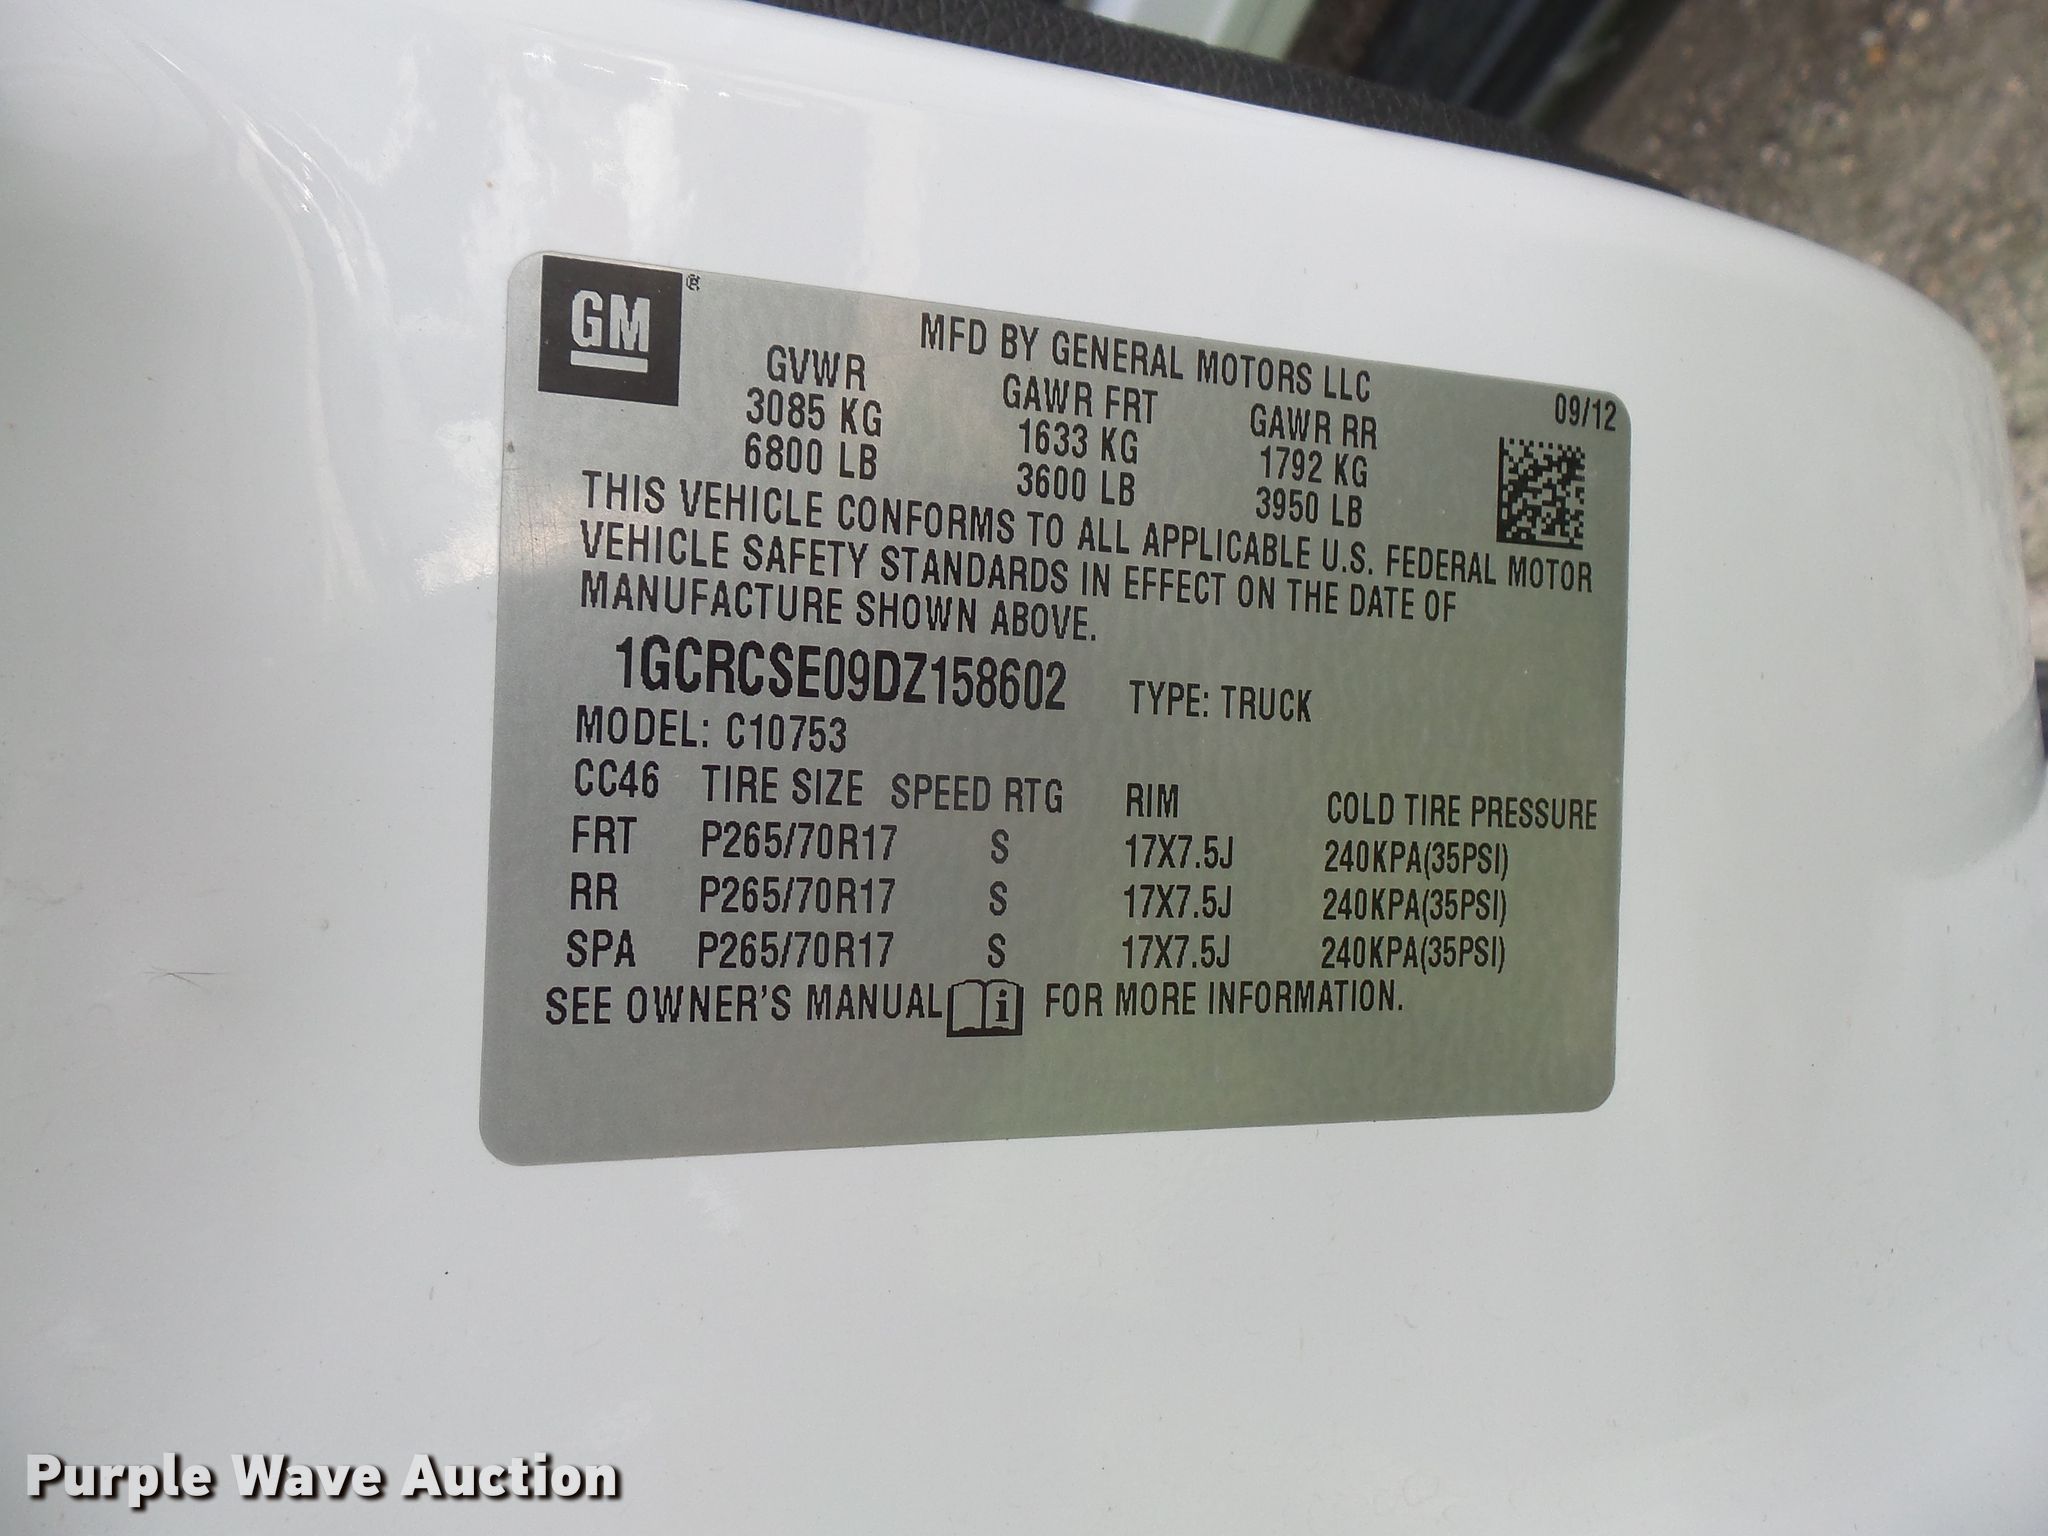 GM
MFD BY GENERAL MOTORS LLC
09/12
GVWR GAWR FRT GAWR RR
3085 KG 1633 KG 1792 KG
6800 LB 3600 LB 3950 LB
THIS VEHICLE CONFORMS TO ALL APPLICABLE U.S. FEDERAL MOTOR
VEHICLE SAFETY STANDARDS IN EFFECT ON THE DATE OF
MANUFACTURE SHOWN ABOVE.
1GCRCSE09DZ158602 TYPE: TRUCK
MODEL: C10753
CC46 TIRE SIZE SPEED RTG RIM COLD TIRE PRESSURE
FRT P265/70R17 S 17X7.5J 240KPA(35PSI)
RR P265/70R17 S 17X7.5J 240KPA(35PSI)
SPA P265/70R17 S 17X7.5J 240KPA(35PSI)
SEE OWNER'S MANUAL i FOR MORE INFORMATION.
Purple Wave Auction